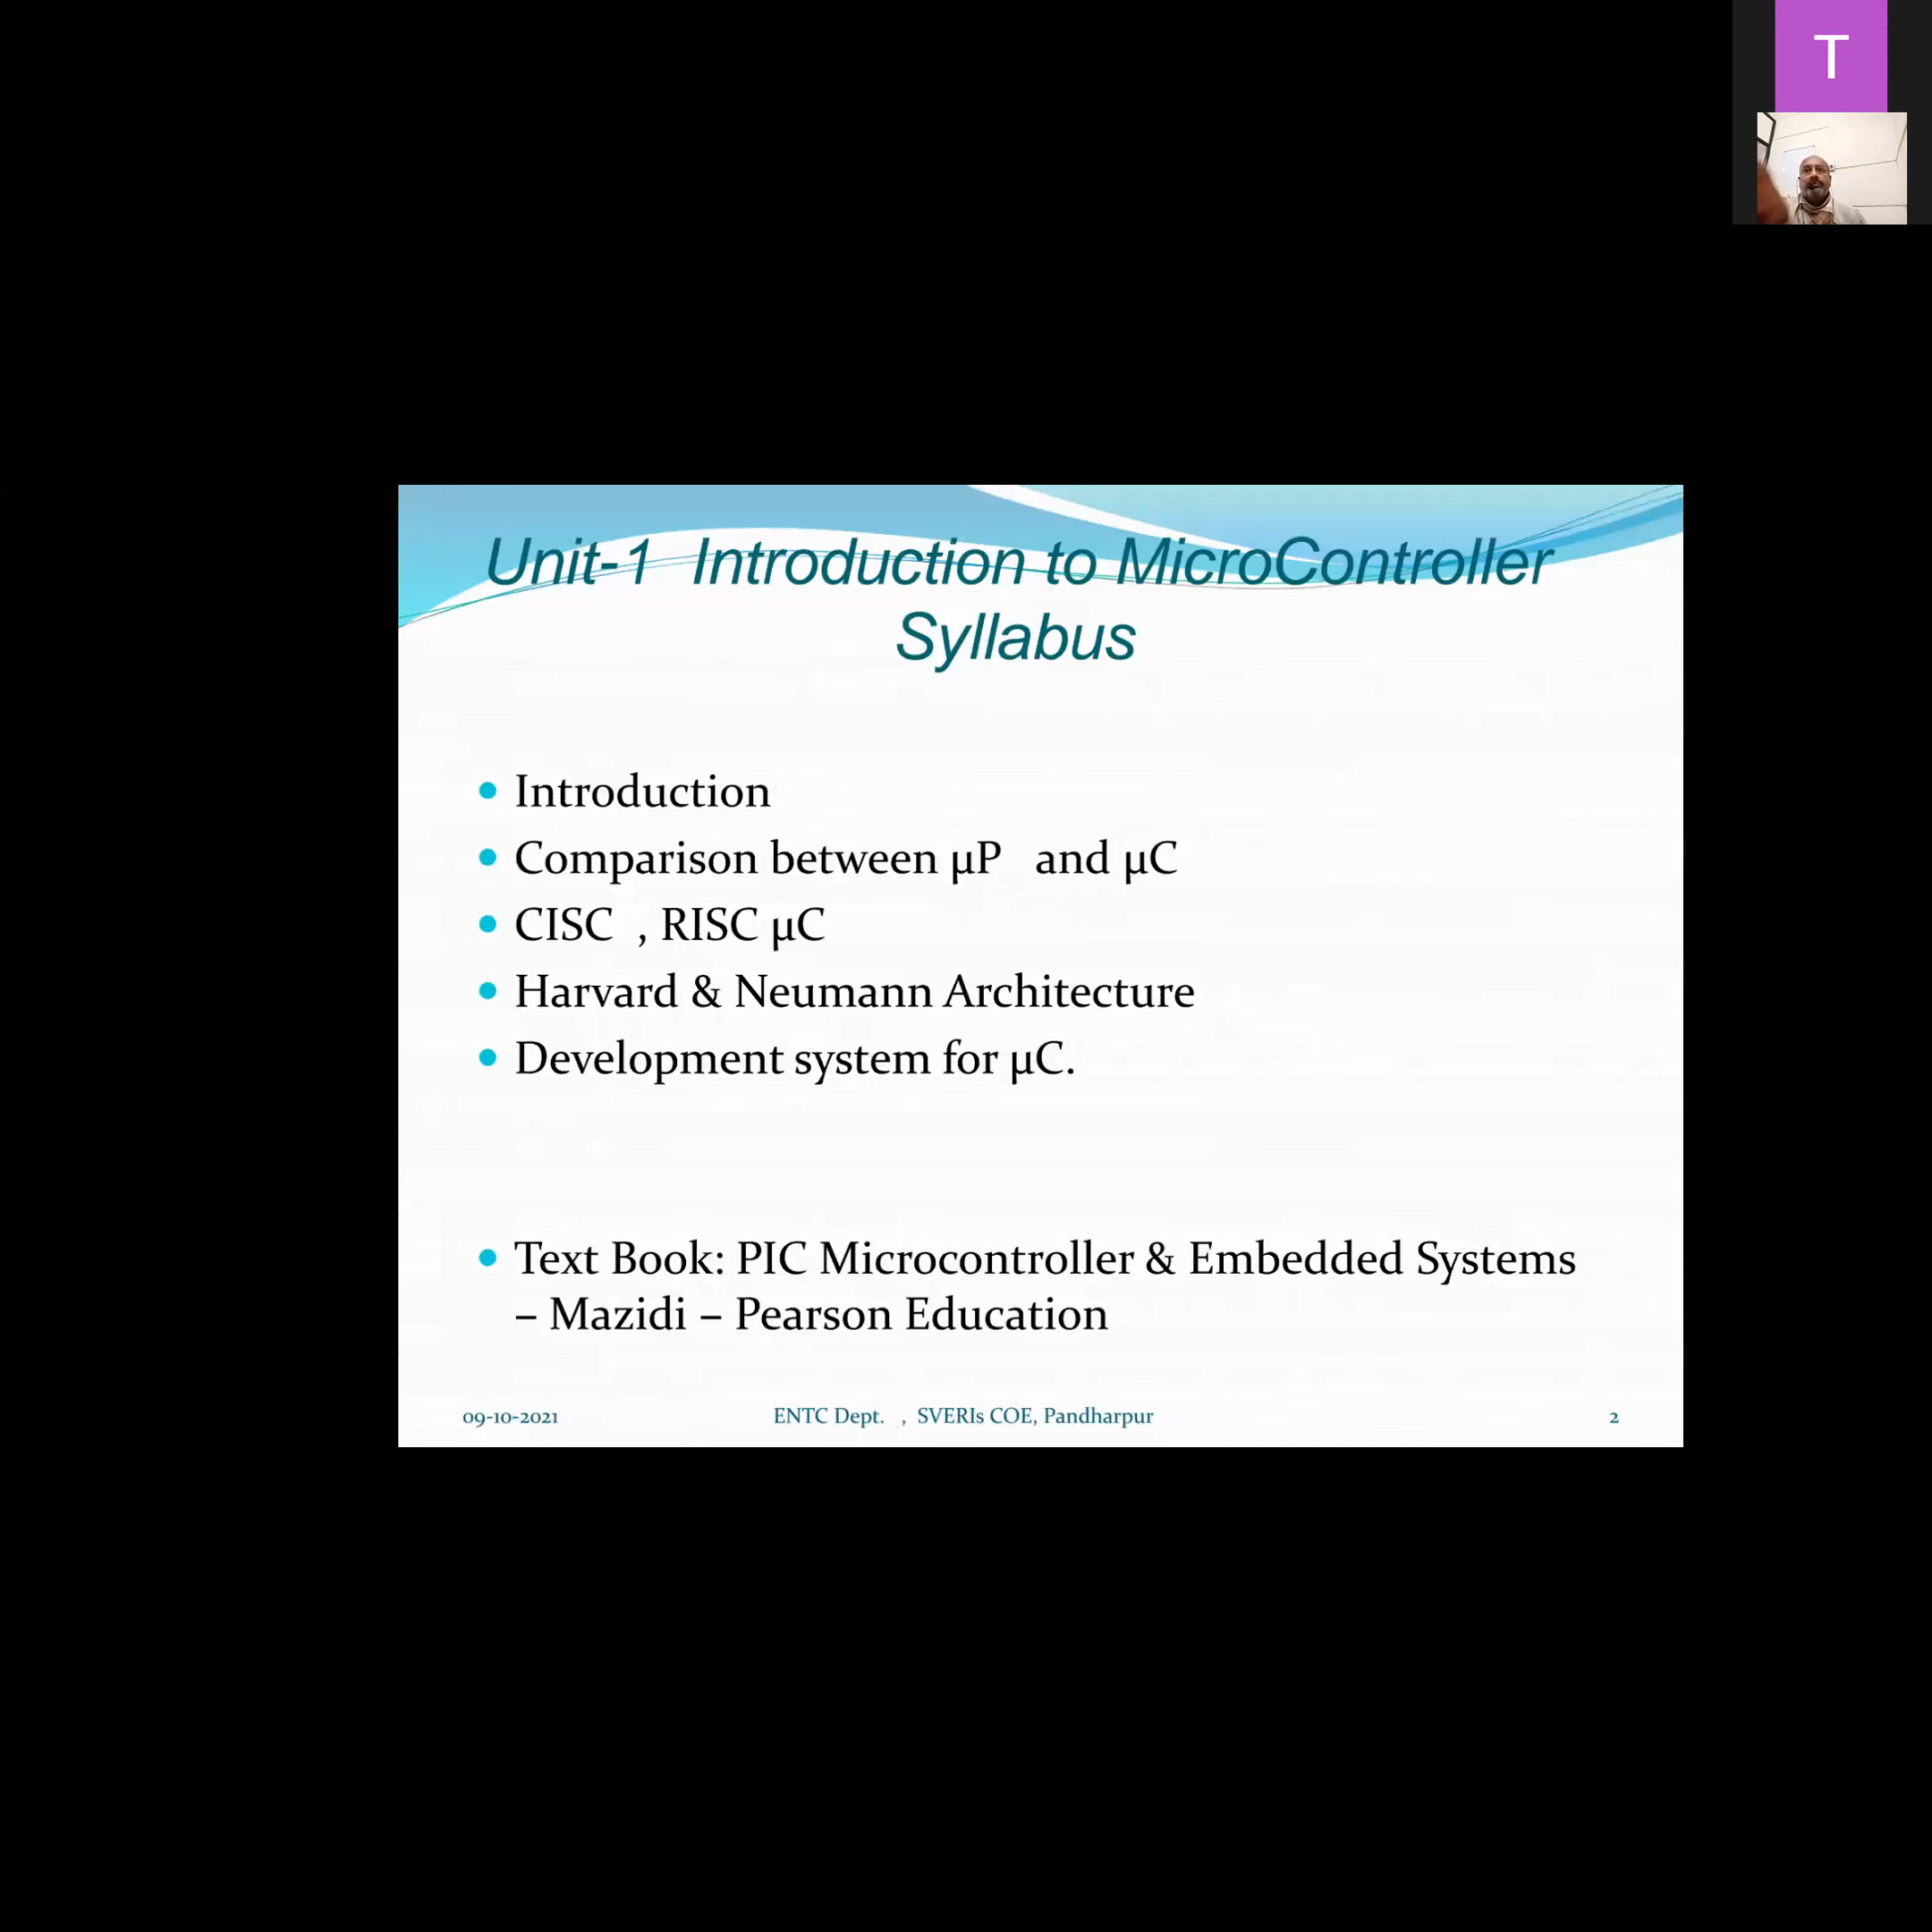 T
Unit-1 Introduction to MicroController
Syllabus
Introduction
Comparison between µP and µC
CISC , RISC µC
Harvard & Neumann Architecture
Development system for µC.
Text Book: PIC Microcontroller & Embedded Systems
– Mazidi – Pearson Education
09-10-2021 ENTC Dept. , SVERIs COE, Pandharpur 2